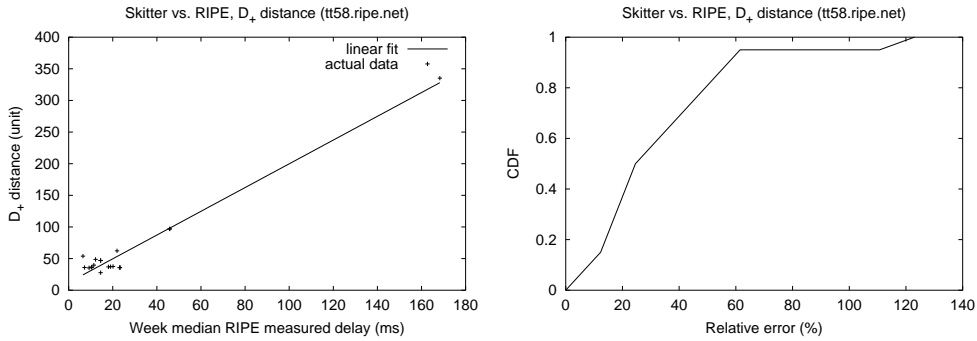 Skitter vs. RIPE, D+ distance (tt58.ripe.net)
400
350
300
250
200
150
100
50
0
D+ distance (unit)
linear fit
actual data
0 20 40 60 80 100 120 140 160 180
Week median RIPE measured delay (ms)
Skitter vs. RIPE, D+ distance (tt58.ripe.net)
1
0.8
0.6
0.4
0.2
0
CDF
0 20 40 60 80 100 120 140
Relative error (%)